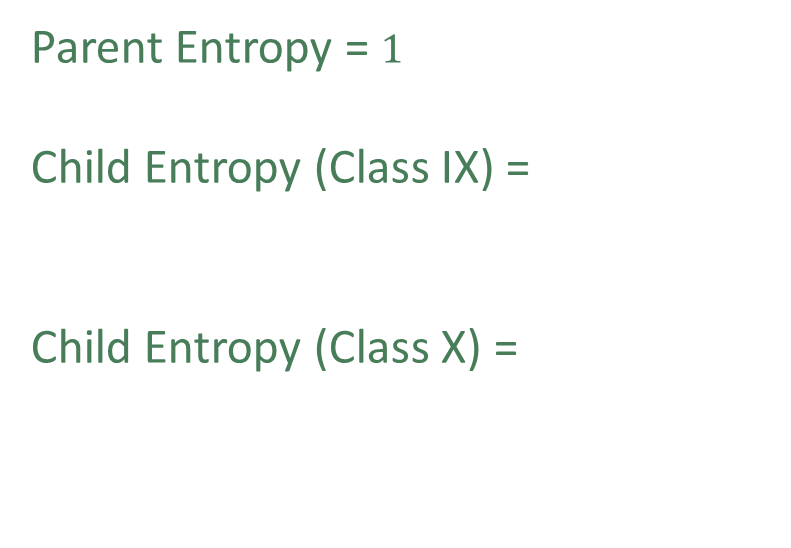 Parent Entropy = 1
Child Entropy (Class IX) =
Child Entropy (Class X) =